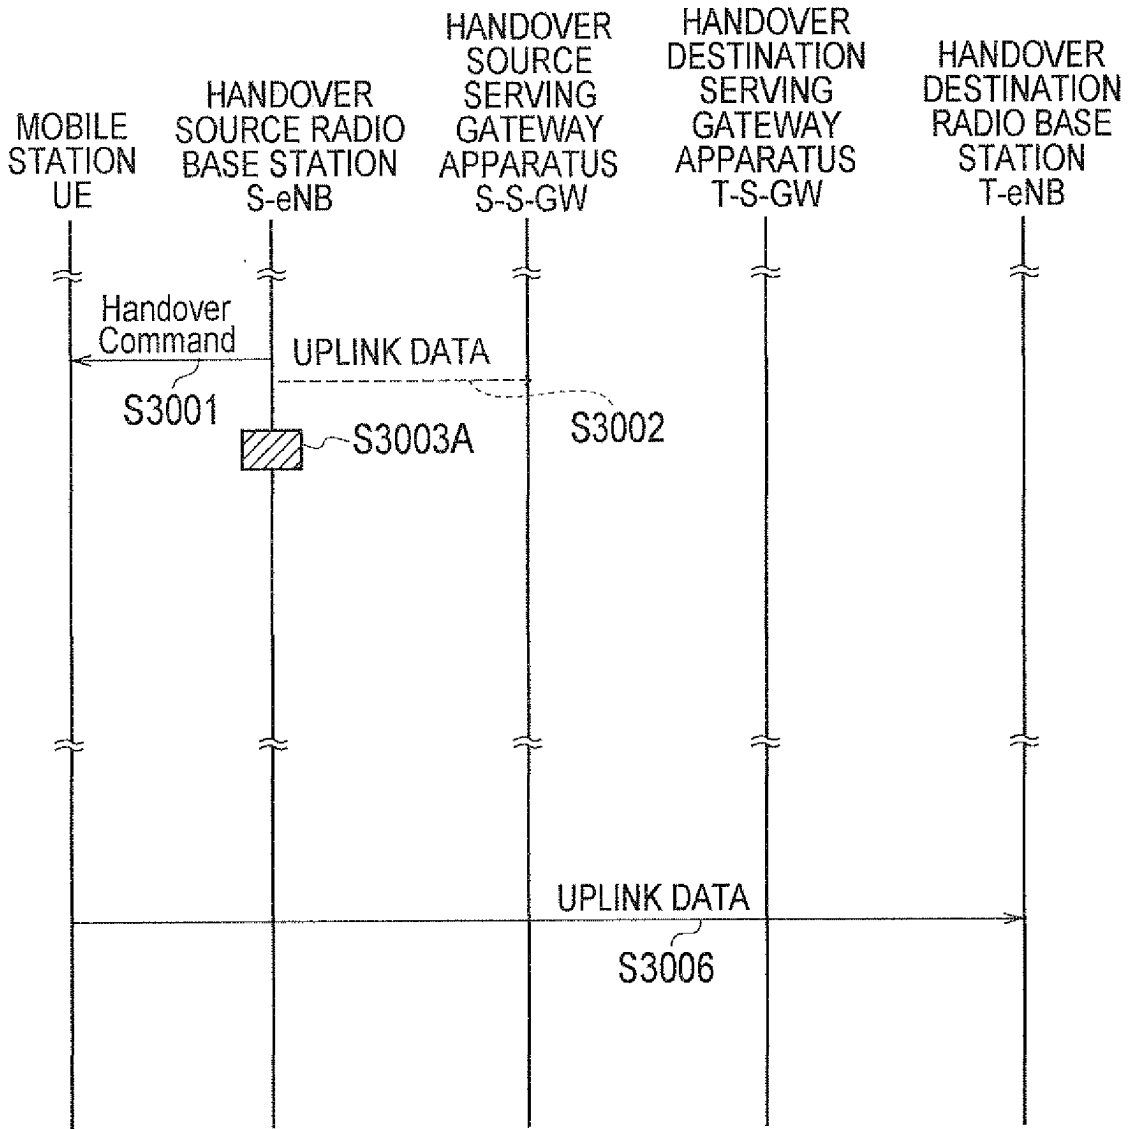 MOBILE
STATION
UE
HANDOVER
SOURCE RADIO
BASE STATION
S-eNB
HANDOVER
SOURCE
SERVING
GATEWAY
APPARATUS
S-S-GW
HANDOVER
DESTINATION
SERVING
GATEWAY
APPARATUS
T-S-GW
HANDOVER
DESTINATION
RADIO BASE
STATION
T-eNB
Handover
Command
S3001
UPLINK DATA
S3002
S3003A
UPLINK DATA
S3006